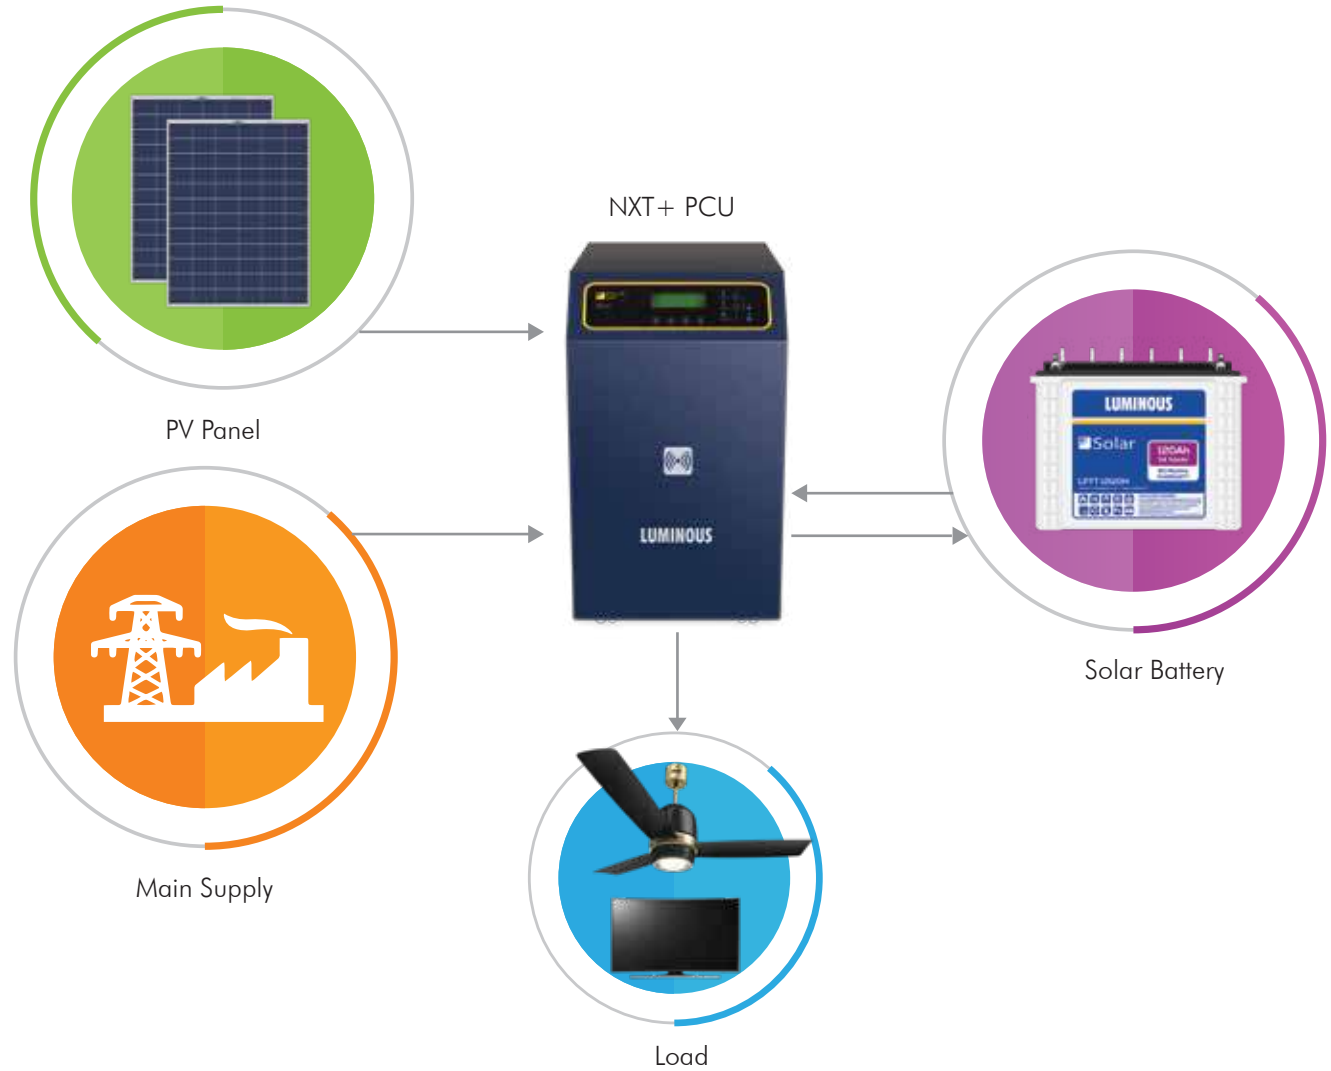 NXT+ PCU
PV Panel
LUMINOUS
Solar
120Ah
LUMINOUS
Solar Battery
Main Supply
Load